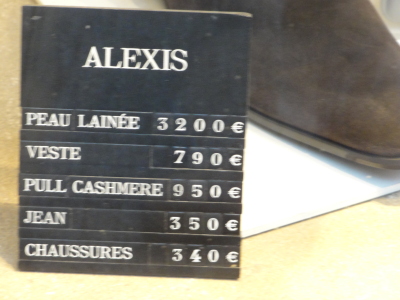 ALEXIS
PEAU LAINÉE 3200€
VESTE 790€
PULL CASHMERE 950€
JEAN 350€
CHAUSSURES 340€